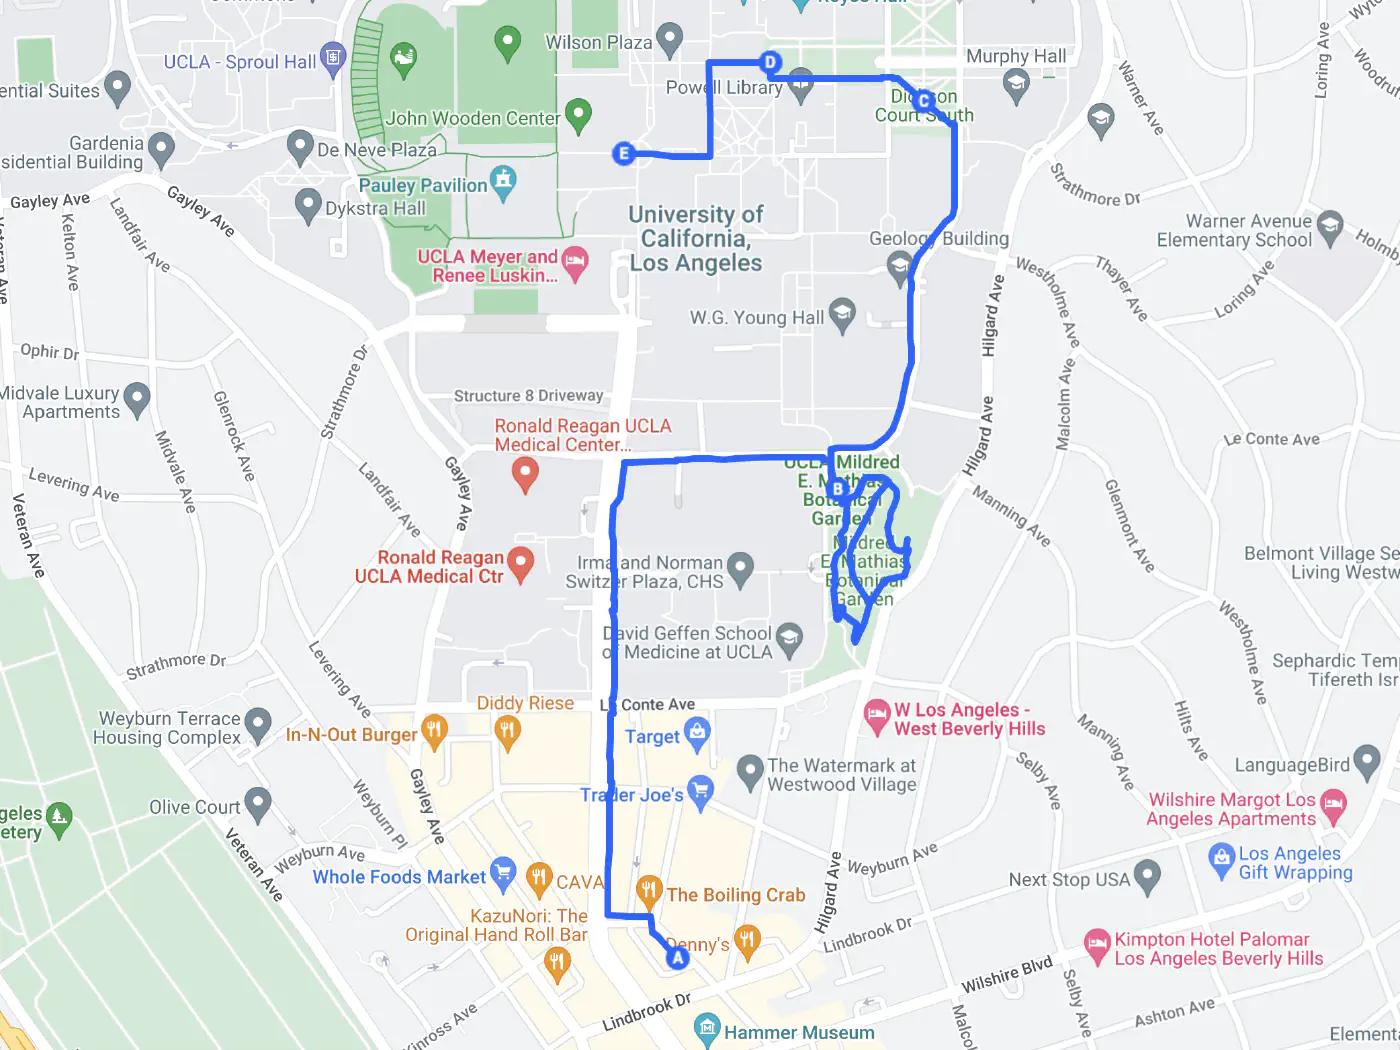 Keyes Hall
Wilson Plaza
UCLA - Sproul Hall
D
Murphy Hall
Loring Ave
Warner Ave
ential Suites
Powell Library
Dickson
Court South
C
John Wooden Center
Gardenia
sidential Building
De Neve Plaza
E
Pauley Pavilion
Strathmore Dr
Gayley Ave
Gayley Ave
Dykstra Hall
Kelton Ave
Landfair Ave
Veteran Ave
University of
California,
Los Angeles
Warner Avenue
Elementary School
Geology Building
UCLA Meyer and
Renee Luskin...
Westholme Ave
Thayer Ave
Loring Ave
W.G. Young Hall
Hilgard Ave
Ophir Dr
Strathmore Dr
Midvale Luxury
Apartments
Structure 8 Driveway
Glenrock Ave
Malcolm Ave
Ronald Reagan UCLA
Medical Center...
Hilgard Ave
Le Conte Ave
Midvale Ave
Levering Ave
Landfair Ave
Gayley Ave
UCLA Mildred
E. Mathias
Botanical
Garden
B
Manning Ave
Glenmont Ave
Veteran Ave
Mildred
E. Mathias
Botanical
Garden
Ronald Reagan
UCLA Medical Ctr
Irma and Norman
Switzer Plaza, CHS
Belmont Village Se
Living Westw
Westholme Ave
David Geffen School
of Medicine at UCLA
Strathmore Dr
Levering Ave
Sephardic Temp
Tifereth Isr
Diddy Riese
Le Conte Ave
Weyburn Terrace
Housing Complex
In-N-Out Burger
Target
W Los Angeles -
West Beverly Hills
Manning Ave
Hilts Ave
The Watermark at
Westwood Village
Selby Ave
LanguageBird
Gayley Ave
Weyburn Pl
Trader Joe's
Olive Court
Wilshire Margot Los
Angeles Apartments
geles
etery
Veteran Ave
Weyburn Ave
Weyburn Ave
Whole Foods Market
CAVA
The Boiling Crab
Next Stop USA
Los Angeles
Gift Wrapping
Hilgard Ave
KazuNori: The
Original Hand Roll Bar
Denny's
A
Lindbrook Dr
Kimpton Hotel Palomar
Los Angeles Beverly Hills
Wilshire Blvd
Selby Ave
Lindbrook Dr
Kinross Ave
Hammer Museum
Malcol
Ashton Ave
Elementa